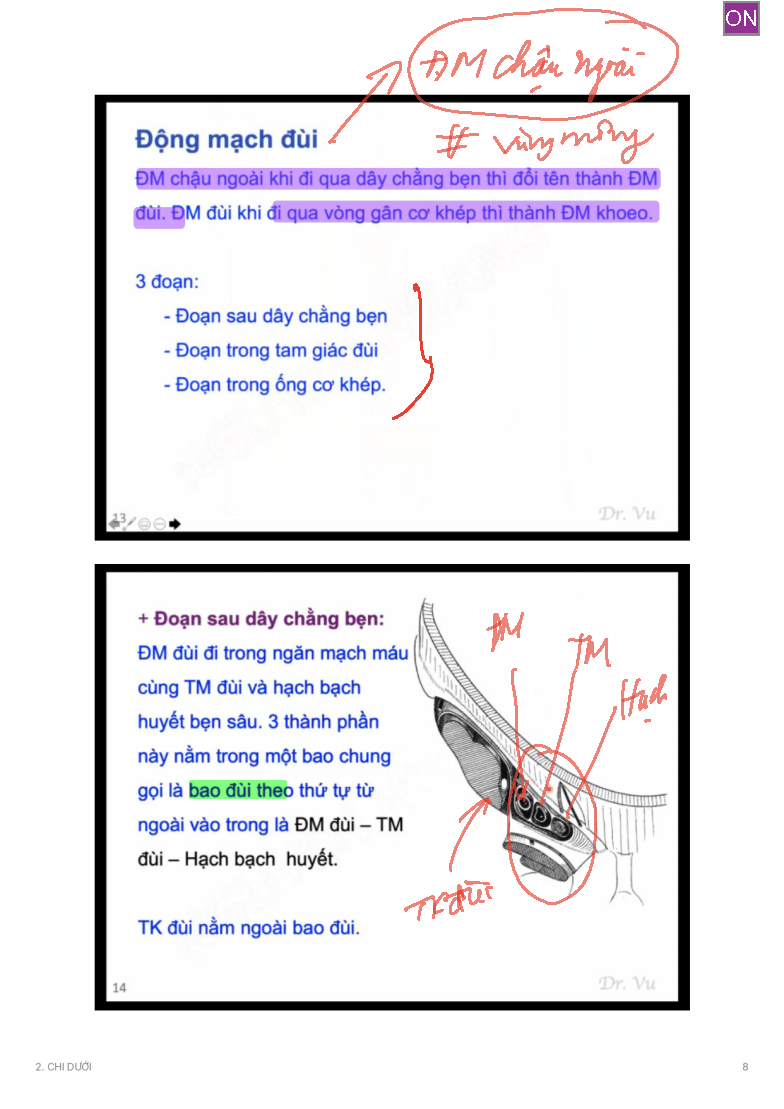 ON
ĐM chậu ngoài
# vùng mông
Động mạch đùi
ĐM chậu ngoài khi đi qua dây chằng bẹn thì đổi tên thành ĐM
đùi. ĐM đùi khi đi qua vòng gân cơ khép thì thành ĐM khoeo.
3 đoạn:
- Đoạn sau dây chằng bẹn
- Đoạn trong tam giác đùi
- Đoạn trong ống cơ khép.
13
Dr. Vu
+ Đoạn sau dây chằng bẹn:
ĐM đùi đi trong ngăn mạch máu
cùng TM đùi và hạch bạch
huyết bẹn sâu. 3 thành phần
này nằm trong một bao chung
gọi là bao đùi theo thứ tự từ
ngoài vào trong là ĐM đùi – TM
đùi – Hạch bạch huyết.
TK đùi nằm ngoài bao đùi.
ĐM
TM
Hạch
TK đùi
14
Dr. Vu
2. CHI DƯỚI
8